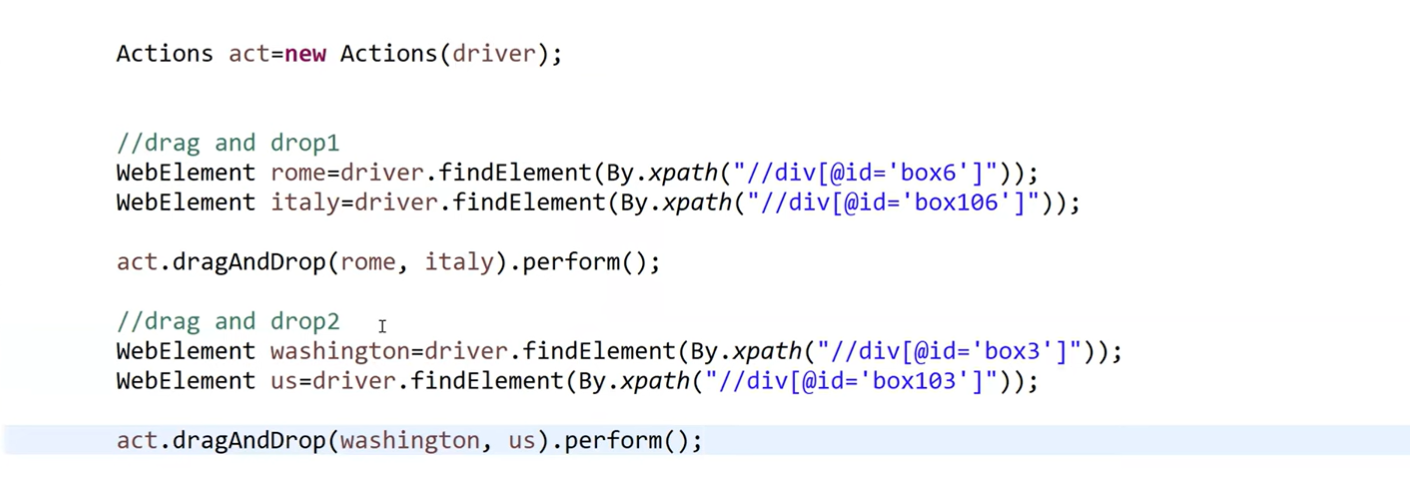 Actions act=new Actions(driver);
//drag and drop1
WebElement rome=driver.findElement(By.xpath("//div[@id='box6']"));
WebElement italy=driver.findElement(By.xpath("//div[@id='box106']"));
act.dragAndDrop(rome, italy).perform();
//drag and drop2
WebElement washington=driver.findElement(By.xpath("//div[@id='box3']"));
WebElement us=driver.findElement(By.xpath("//div[@id='box103']"));
act.dragAndDrop(washington, us).perform();